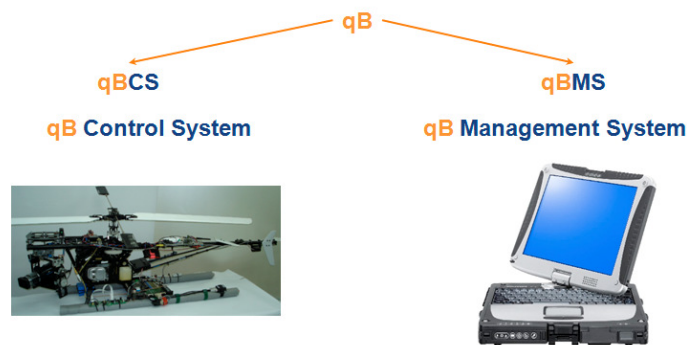 qB
qBCS
qBMS
qB Control System
qB Management System